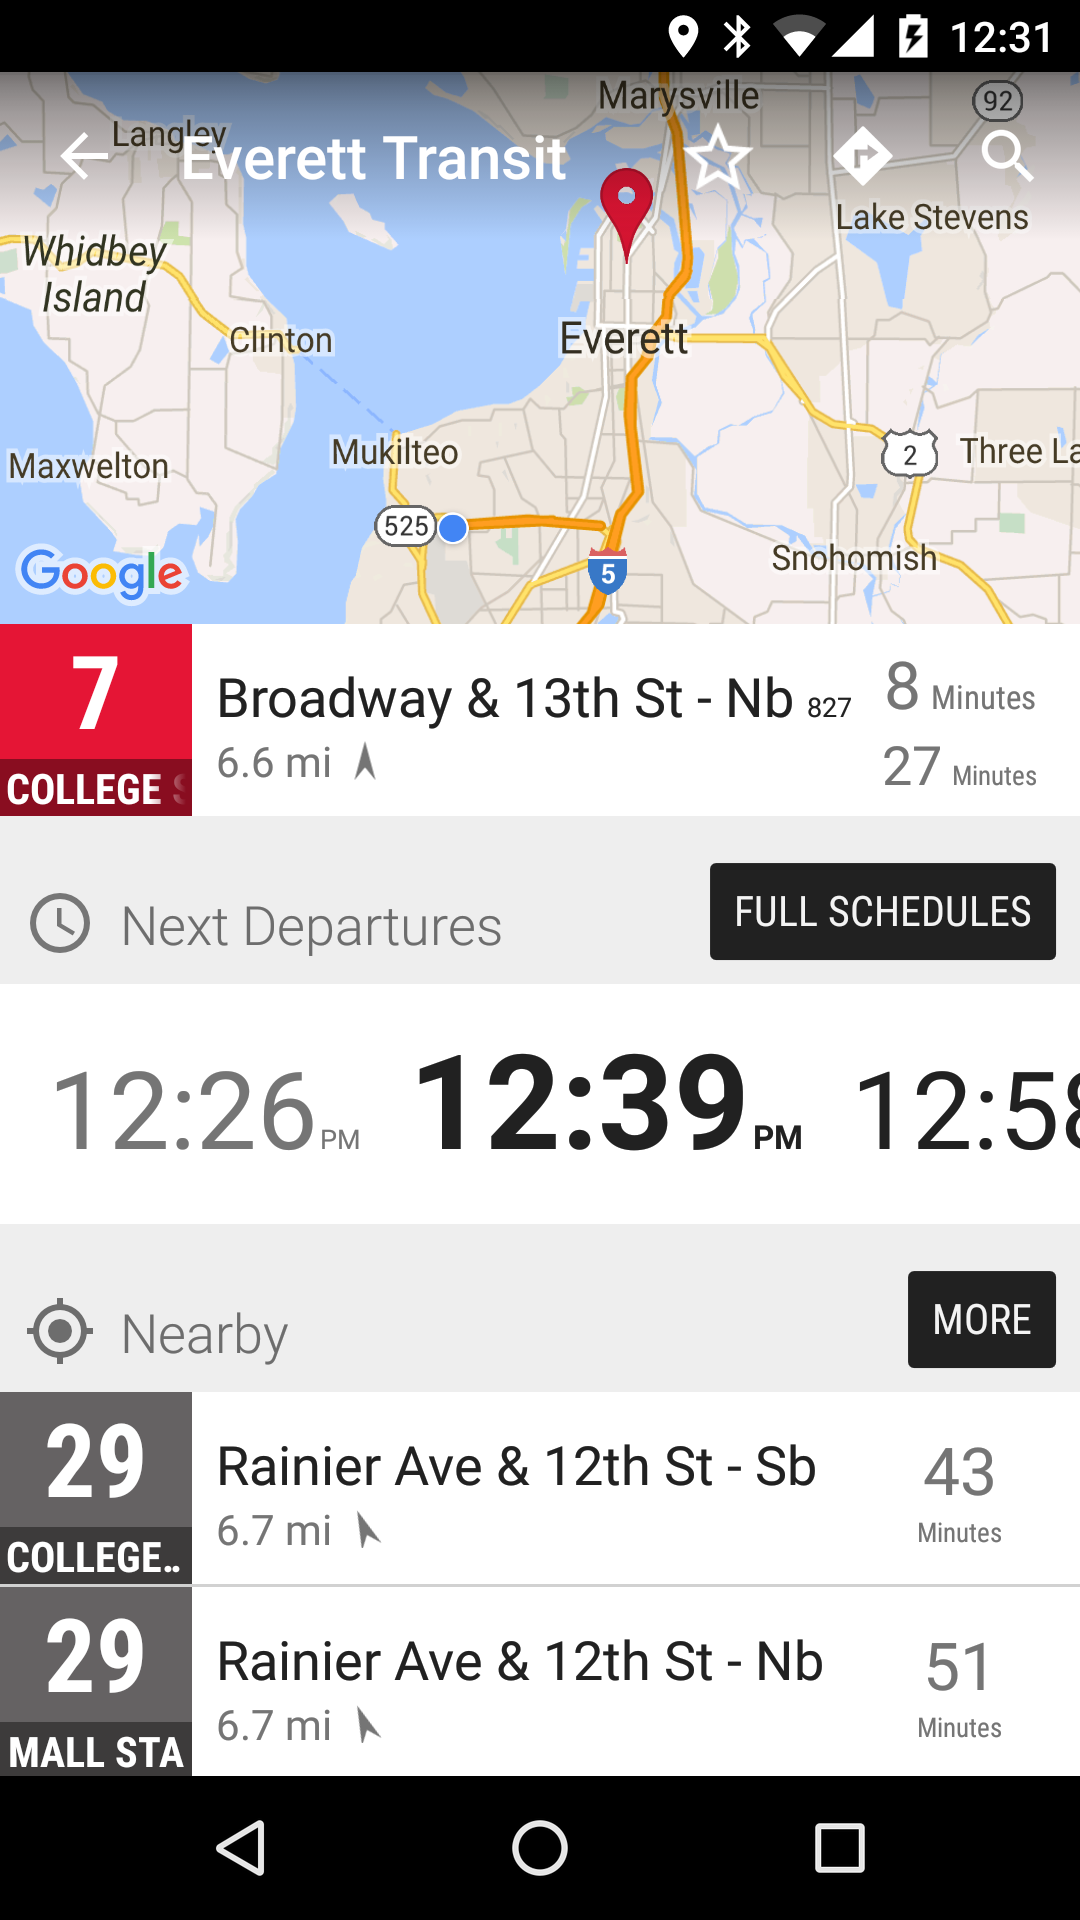 12:31
Marysville
92
Langley
Everett Transit
Lake Stevens
Whidbey
Island
Clinton
Everett
Mukilteo
2
Three La
Maxwelton
525
Snohomish
5
Google
7
COLLEGE S
Broadway & 13th St - Nb 827
6.6 mi
8 Minutes
27 Minutes
Next Departures
FULL SCHEDULES
12:26 PM
12:39 PM
12:58
Nearby
MORE
29
COLLEGE..
Rainier Ave & 12th St - Sb
6.7 mi
43
Minutes
29
MALL STA
Rainier Ave & 12th St - Nb
6.7 mi
51
Minutes